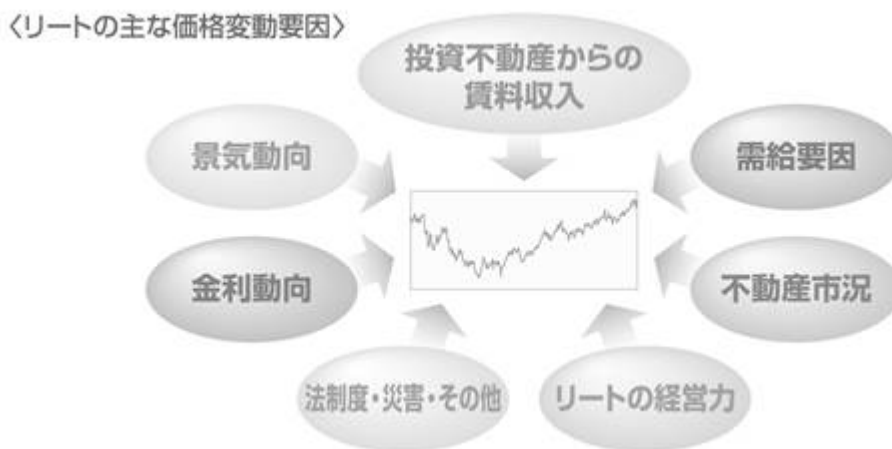 〈リートの主な価格変動要因〉
投資不動産からの
賃料収入
景気動向
需給要因
金利動向
不動産市況
法制度・災害・その他
リートの経営力